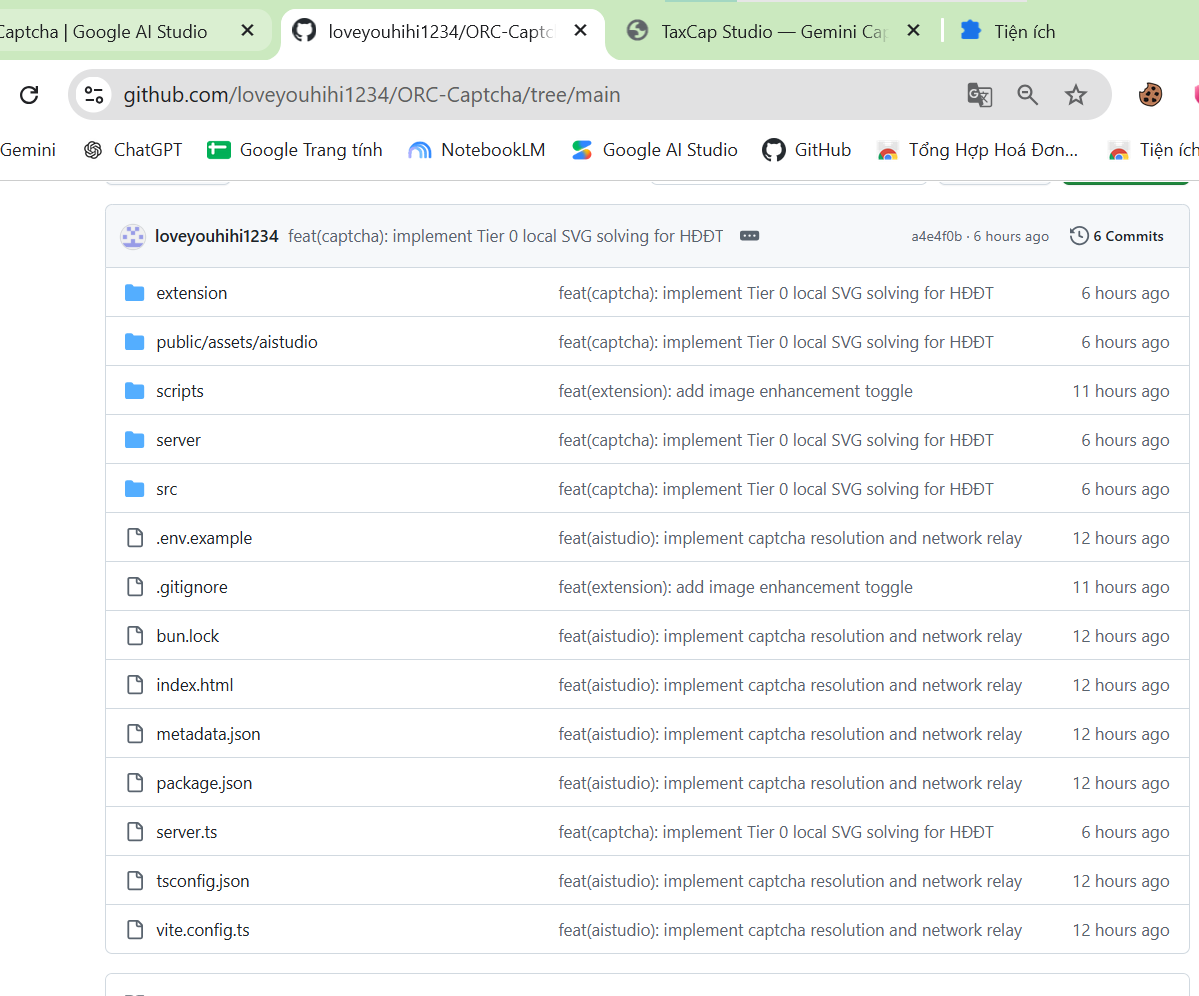 Captcha | Google AI Studio
loveyouhihi1234/ORC-Captc
TaxCap Studio — Gemini Cap
Tiện ích
github.com/loveyouhihi1234/ORC-Captcha/tree/main
Gemini ChatGPT Google Trang tính NotebookLM Google AI Studio GitHub Tổng Hợp Hoá Đơn... Tiện ích
loveyouhihi1234 feat(captcha): implement Tier 0 local SVG solving for HĐĐT a4e4f0b · 6 hours ago 6 Commits
extension feat(captcha): implement Tier 0 local SVG solving for HĐĐT 6 hours ago
public/assets/aistudio feat(captcha): implement Tier 0 local SVG solving for HĐĐT 6 hours ago
scripts feat(extension): add image enhancement toggle 11 hours ago
server feat(captcha): implement Tier 0 local SVG solving for HĐĐT 6 hours ago
src feat(captcha): implement Tier 0 local SVG solving for HĐĐT 6 hours ago
.env.example feat(aistudio): implement captcha resolution and network relay 12 hours ago
.gitignore feat(extension): add image enhancement toggle 11 hours ago
bun.lock feat(aistudio): implement captcha resolution and network relay 12 hours ago
index.html feat(aistudio): implement captcha resolution and network relay 12 hours ago
metadata.json feat(aistudio): implement captcha resolution and network relay 12 hours ago
package.json feat(aistudio): implement captcha resolution and network relay 12 hours ago
server.ts feat(captcha): implement Tier 0 local SVG solving for HĐĐT 6 hours ago
tsconfig.json feat(aistudio): implement captcha resolution and network relay 12 hours ago
vite.config.ts feat(aistudio): implement captcha resolution and network relay 12 hours ago